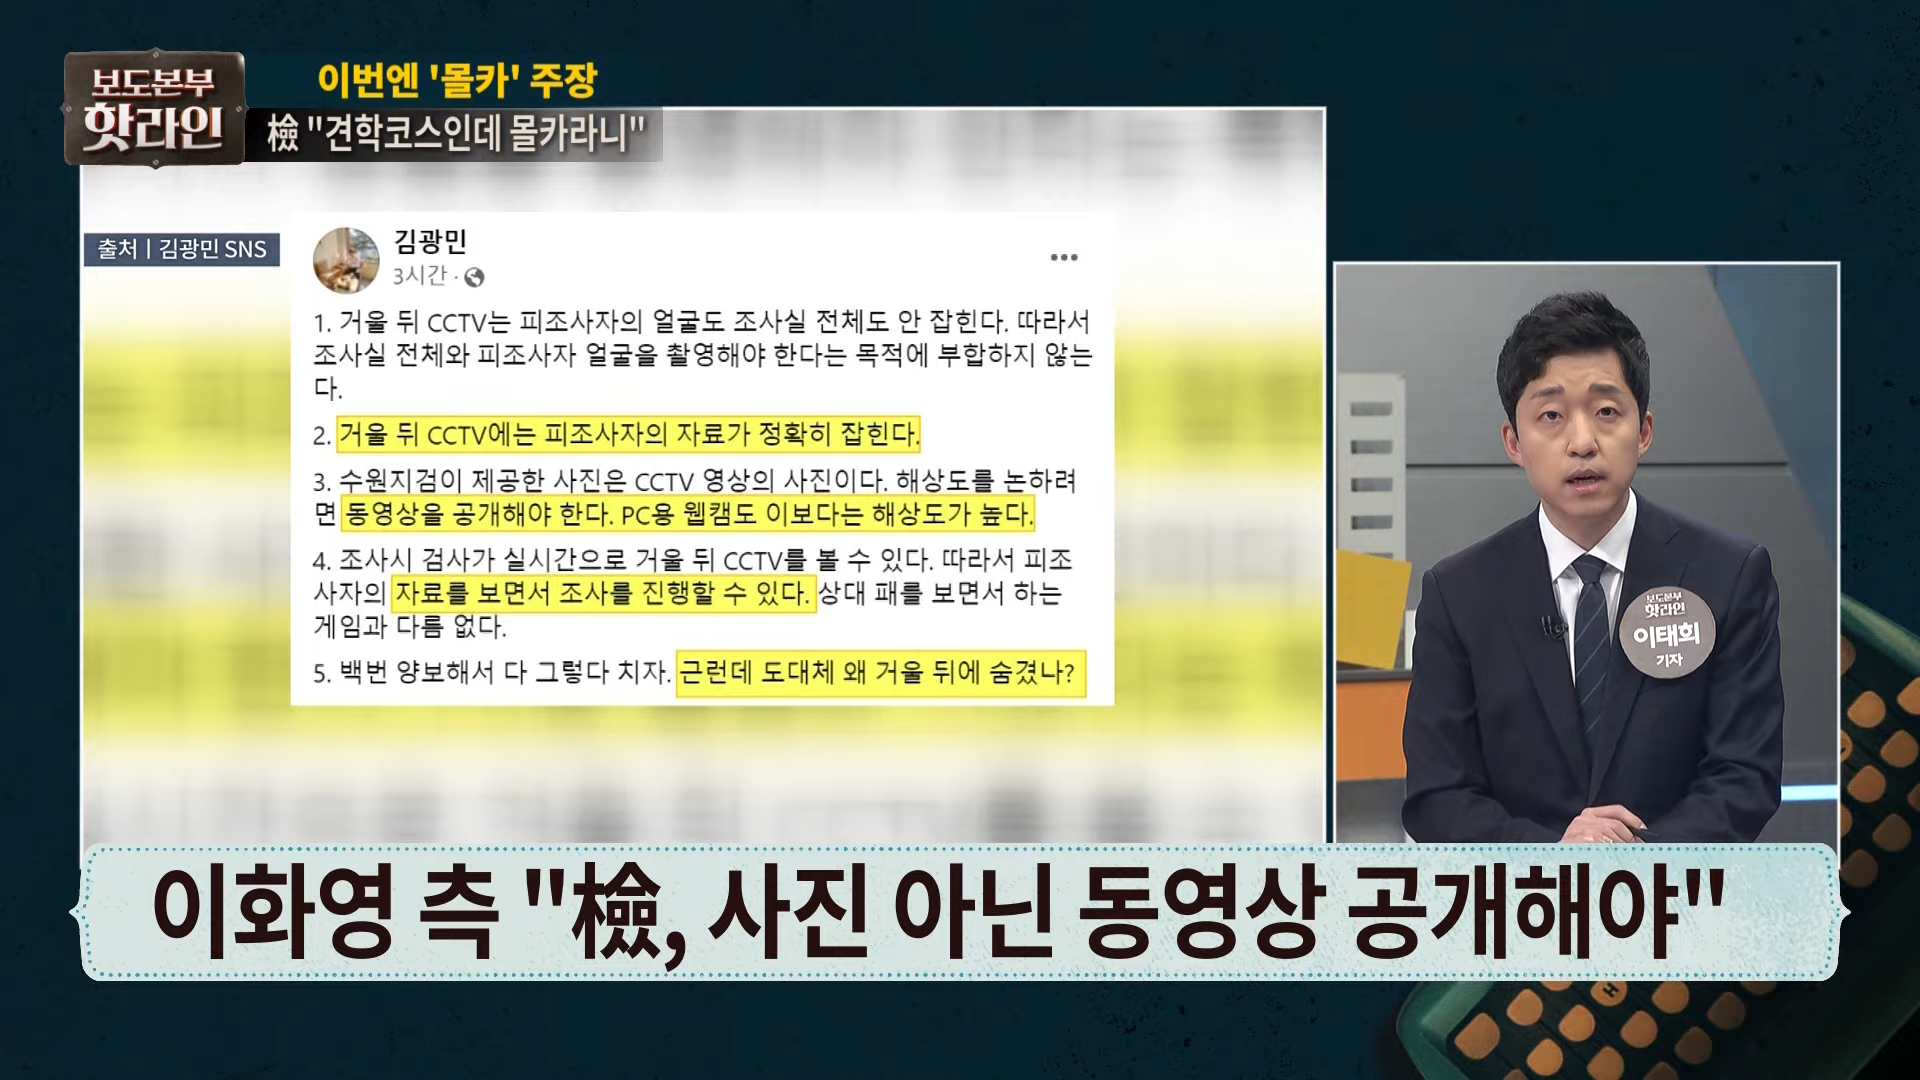 보도본부
핫라인
이번엔 '몰카' 주장
檢 "견학코스인데 몰카라니"
출처 | 김광민 SNS
김광민
3시간 ·
1. 거울 뒤 CCTV는 피조사자의 얼굴도 조사실 전체도 안 잡힌다. 따라서
조사실 전체와 피조사자 얼굴을 촬영해야 한다는 목적에 부합하지 않는
다.
2. 거울 뒤 CCTV에는 피조사자의 자료가 정확히 잡힌다.
3. 수원지검이 제공한 사진은 CCTV 영상의 사진이다. 해상도를 논하려
면 동영상을 공개해야 한다. PC용 웹캠도 이보다는 해상도가 높다.
4. 조사시 검사가 실시간으로 거울 뒤 CCTV를 볼 수 있다. 따라서 피조
사자의 자료를 보면서 조사를 진행할 수 있다. 상대 패를 보면서 하는
게임과 다름 없다.
5. 백번 양보해서 다 그렇다 치자. 근런데 도대체 왜 거울 뒤에 숨겼나?
보도본부
핫라인
이태희
기자
이화영 측 "檢, 사진 아닌 동영상 공개해야"
H